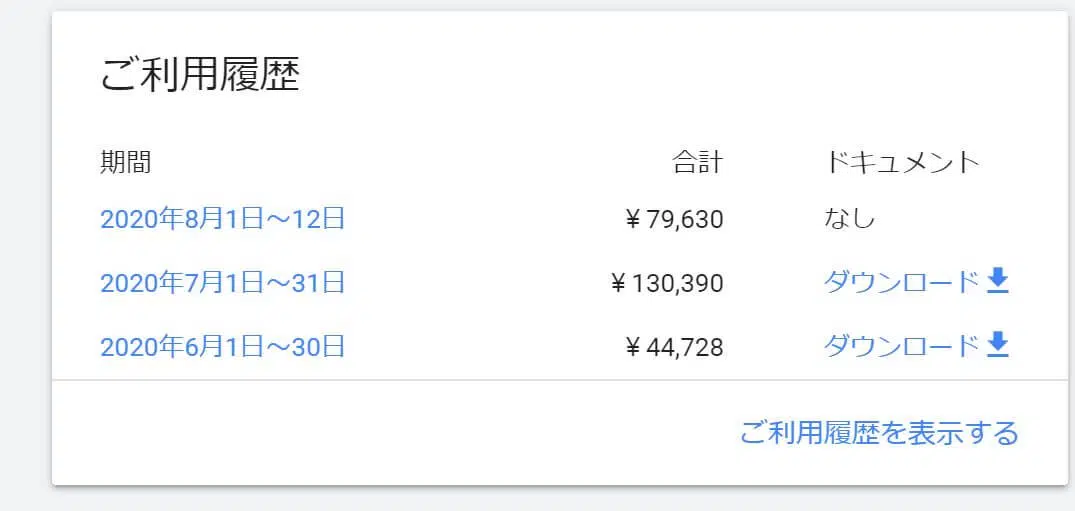 ご利用履歴
期間 合計 ドキュメント
2020年8月1日～12日 ¥ 79,630 なし
2020年7月1日～31日 ¥ 130,390 ダウンロード
2020年6月1日～30日 ¥ 44,728 ダウンロード
ご利用履歴を表示する